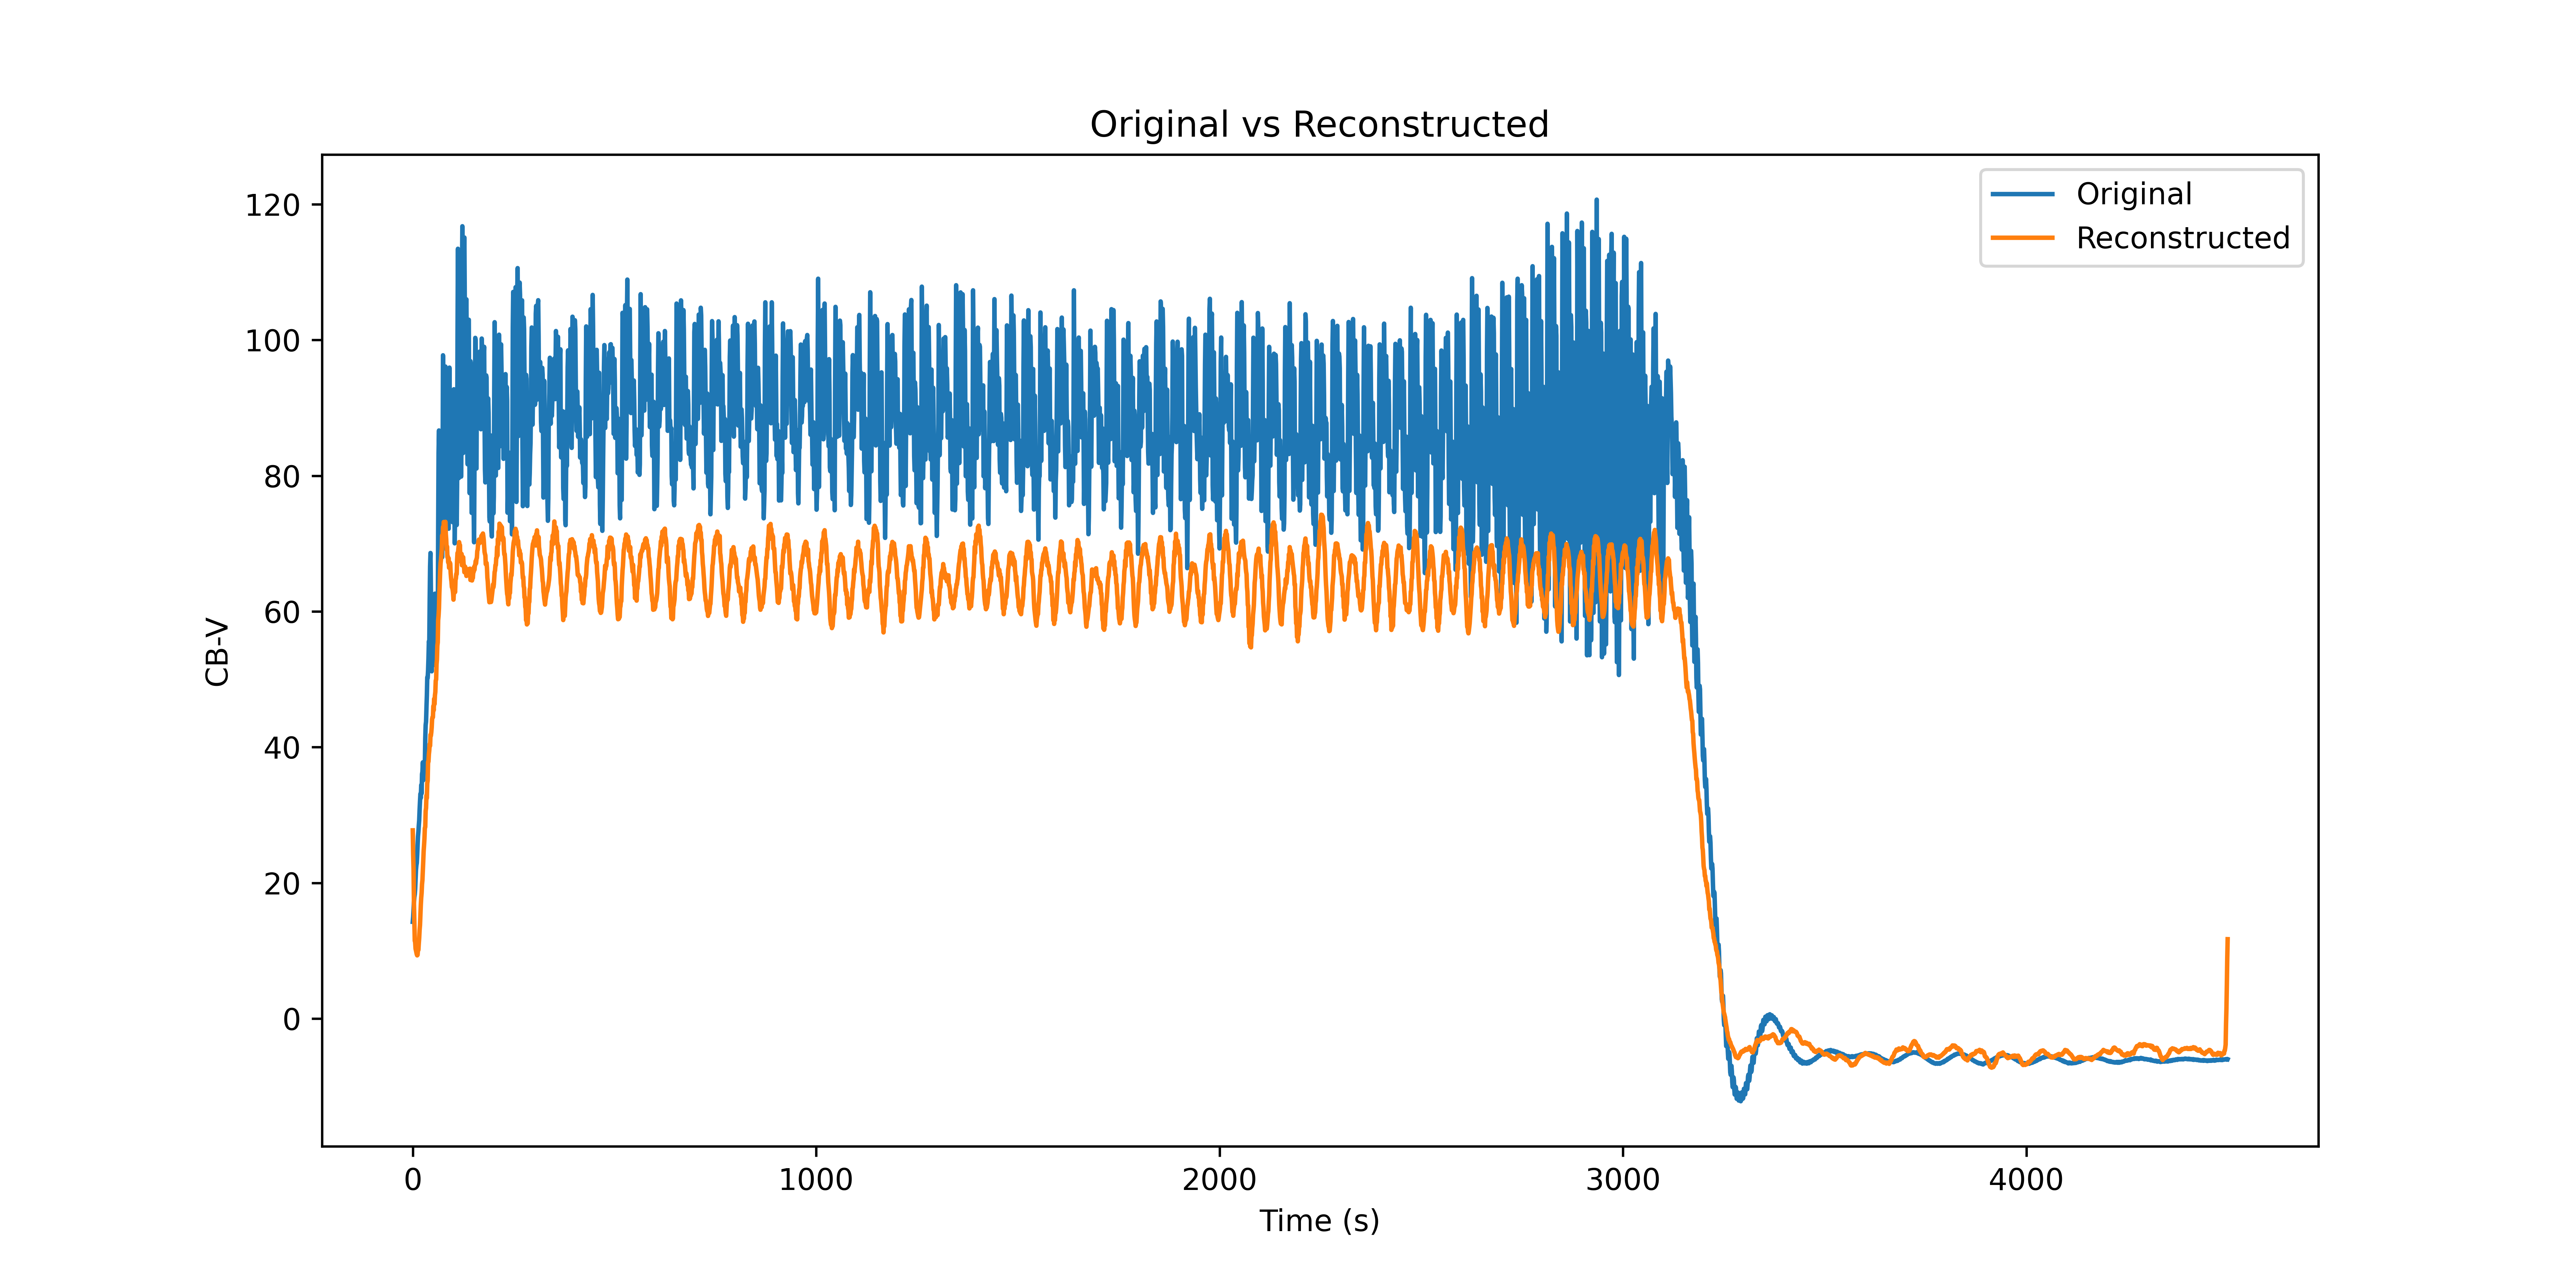 Original vs Reconstructed
Original
Reconstructed
120
100
80
60
40
20
0
CB-V
0 1000 2000 3000 4000
Time (s)